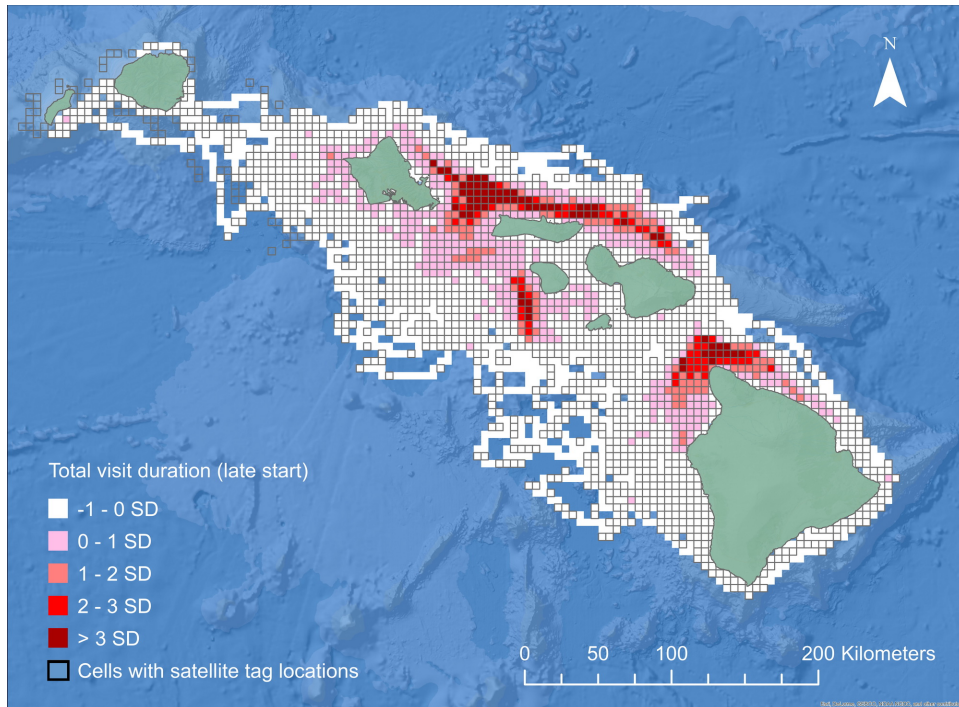 N
Total visit duration (late start)
-1 - 0 SD
0 - 1 SD
1 - 2 SD
2 - 3 SD
> 3 SD
Cells with satellite tag locations
0 50 100 200 Kilometers